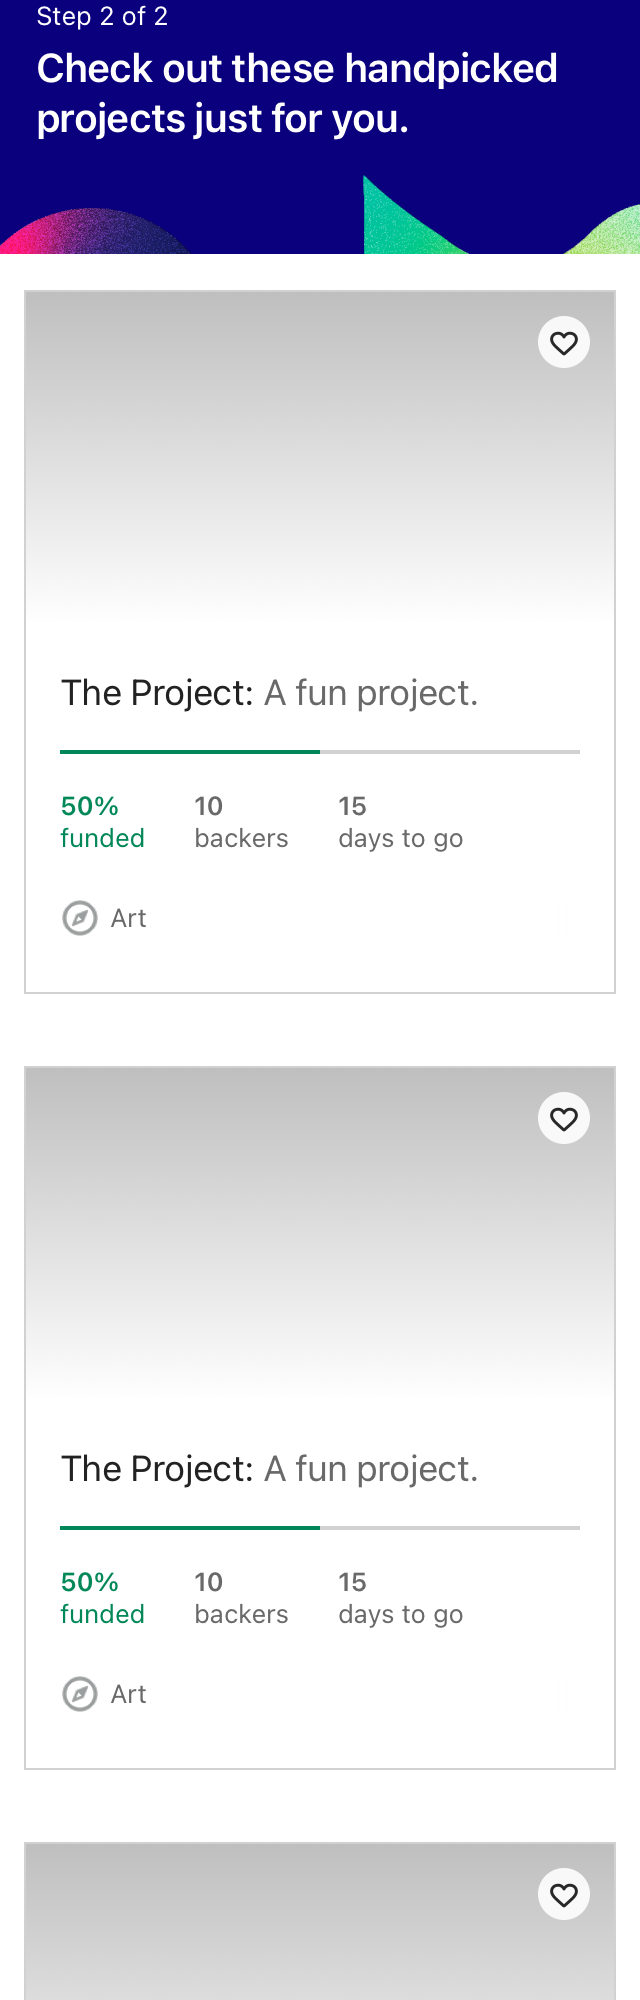 Step 2 of 2
Check out these handpicked
projects just for you.
The Project: A fun project.
50%
funded
10
backers
15
days to go
Art
The Project: A fun project.
50%
funded
10
backers
15
days to go
Art